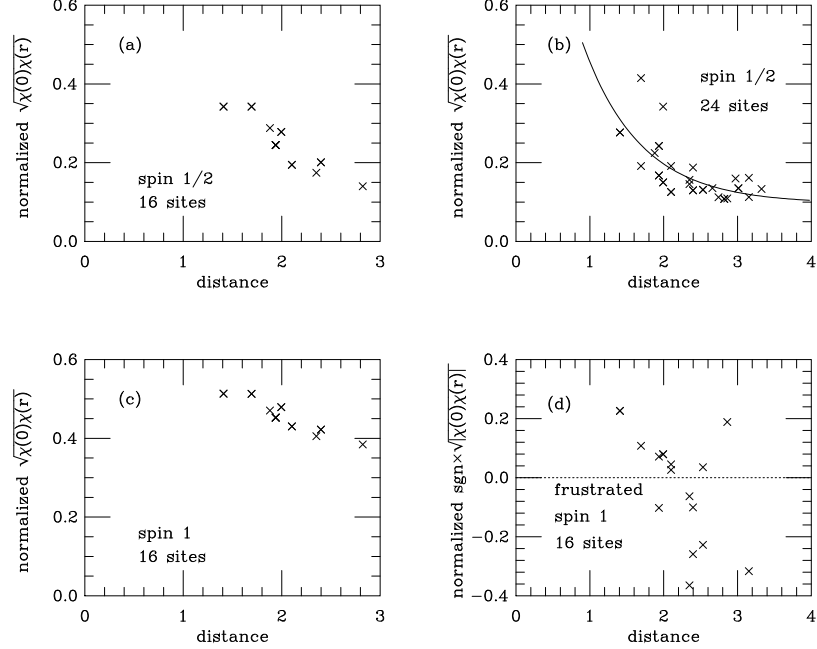 0.6
0.4
0.2
0.0
0 1 2 3
distance
normalized √χ(0)χ(r)
(a)
spin 1/2
16 sites
0.6
0.4
0.2
0.0
0 1 2 3 4
distance
normalized √χ(0)χ(r)
(b)
spin 1/2
24 sites
0.6
0.4
0.2
0.0
0 1 2 3
distance
normalized √χ(0)χ(r)
(c)
spin 1
16 sites
0.4
0.2
0.0
−0.2
−0.4
0 1 2 3 4
distance
normalized sgn×√|χ(0)χ(r)|
(d)
frustrated
spin 1
16 sites